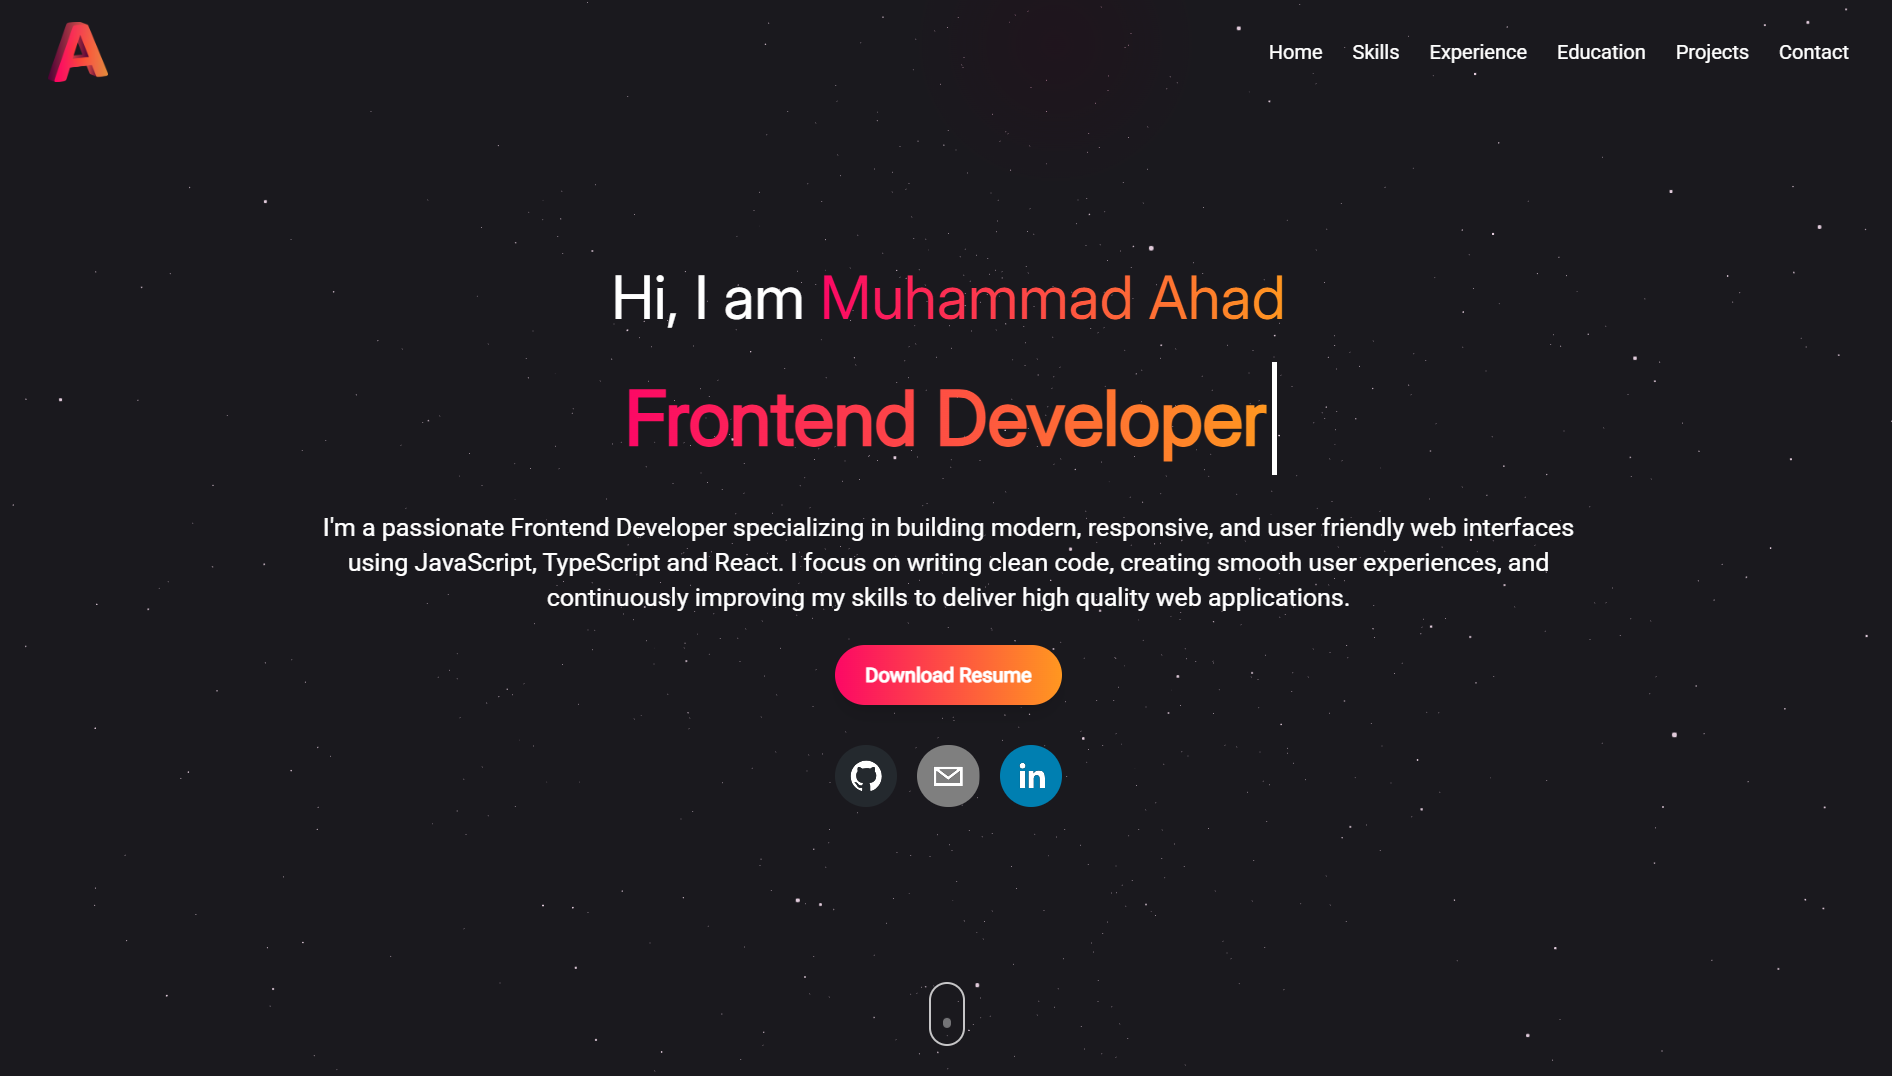 A
Home Skills Experience Education Projects Contact
Hi, I am Muhammad Ahad
Frontend Developer
I'm a passionate Frontend Developer specializing in building modern, responsive, and user friendly web interfaces
using JavaScript, TypeScript and React. I focus on writing clean code, creating smooth user experiences, and
continuously improving my skills to deliver high quality web applications.
Download Resume
in